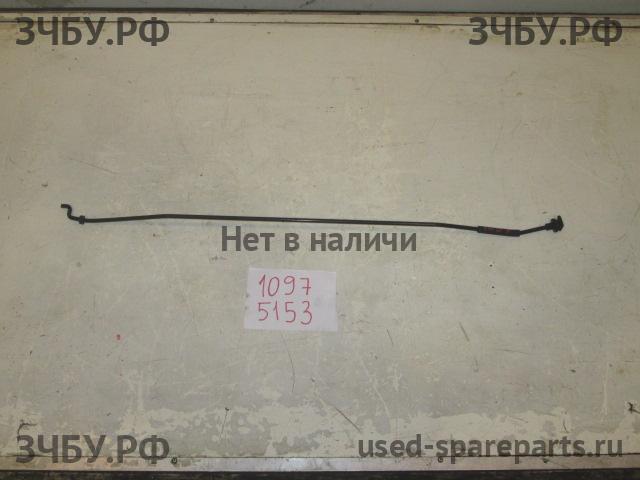 ЗЧБУ.РФ
ЗЧБУ.РФ
Нет в наличи
1097
5153
ЗЧБУ.РФ
used-spareparts.ru